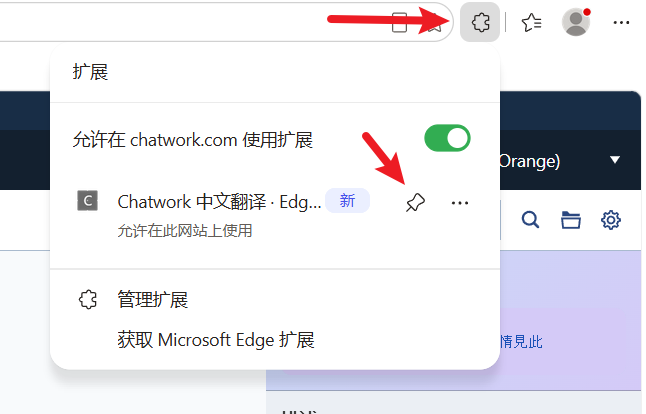 扩展
允许在 chatwork.com 使用扩展
Orange)
C Chatwork 中文翻译 · Edg... 新
允许在此网站上使用
管理扩展
获取 Microsoft Edge 扩展
情見此